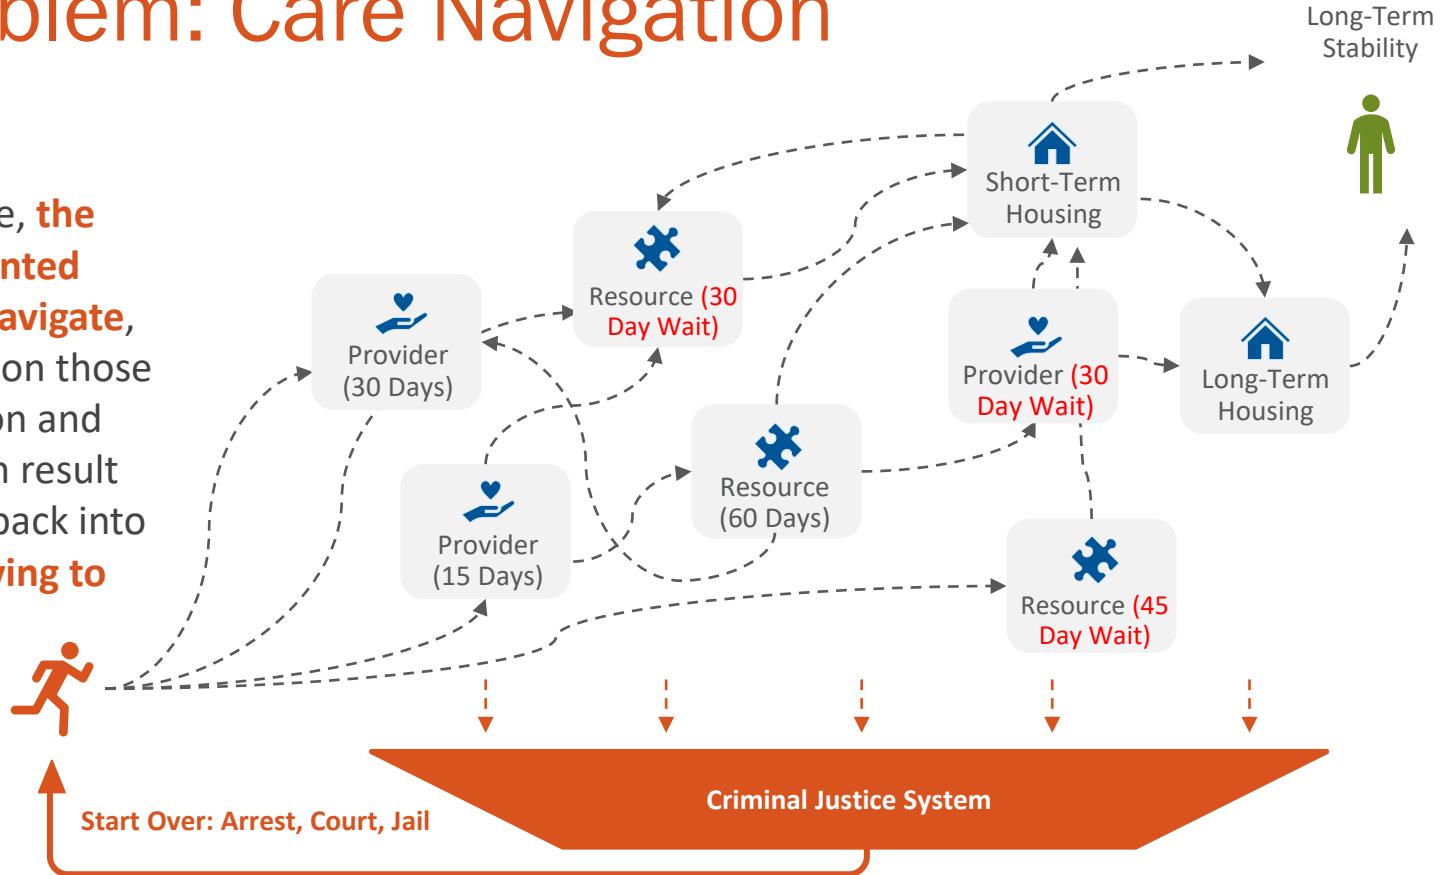 blem: Care Navigation
e, the
nted
avigate,
on those
on and
n result
back into
ving to
Long-Term
Stability
Short-Term
Housing
Resource (30
Day Wait)
Provider
(30 Days)
Provider (30
Day Wait)
Long-Term
Housing
Resource
(60 Days)
Provider
(15 Days)
Resource (45
Day Wait)
Criminal Justice System
Start Over: Arrest, Court, Jail